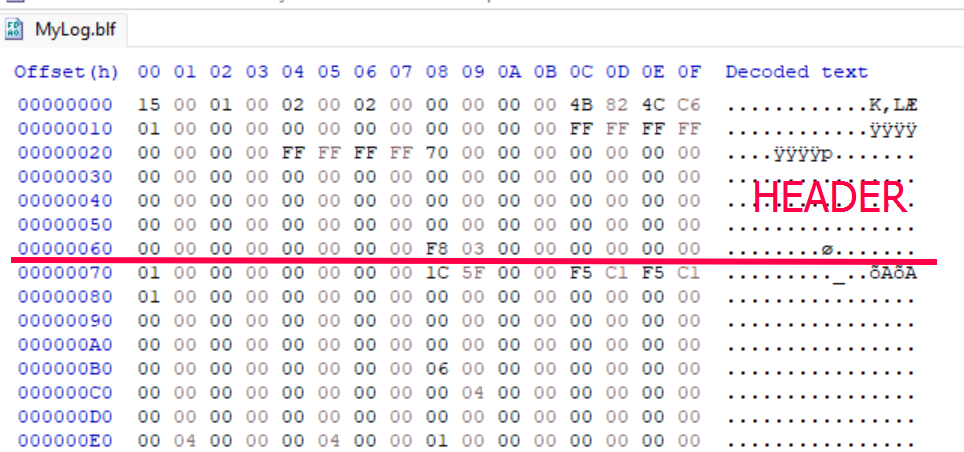 MyLog.blf
Offset(h) 00 01 02 03 04 05 06 07 08 09 0A 0B 0C 0D 0E 0F Decoded text
00000000 15 00 01 00 02 00 02 00 00 00 00 00 4B 82 4C C6 ............K‚LÆ
00000010 01 00 00 00 00 00 00 00 00 00 00 00 FF FF FF FF ............ÿÿÿÿ
00000020 00 00 00 00 FF FF FF FF 70 00 00 00 00 00 00 00 ....ÿÿÿÿp.......
00000030 00 00 00 00 00 00 00 00 00 00 00 00 00 00 00 00 ................
HEADER
00000040 00 00 00 00 00 00 00 00 00 00 00 00 00 00 00 00 ................
00000050 00 00 00 00 00 00 00 00 00 00 00 00 00 00 00 00 ................
00000060 00 00 00 00 00 00 00 00 F8 03 00 00 00 00 00 00 ........ø.......
00000070 01 00 00 00 00 00 00 00 1C 5F 00 00 F5 C1 F5 C1 ........._..õÁõÁ
00000080 01 00 00 00 00 00 00 00 00 00 00 00 00 00 00 00 ................
00000090 00 00 00 00 00 00 00 00 00 00 00 00 00 00 00 00 ................
000000A0 00 00 00 00 00 00 00 00 00 00 00 00 00 00 00 00 ................
000000B0 00 00 00 00 00 00 00 00 06 00 00 00 00 00 00 00 ................
000000C0 00 00 00 00 00 00 00 00 00 04 00 00 00 00 00 00 ................
000000D0 00 00 00 00 00 00 00 00 00 00 00 00 00 00 00 00 ................
000000E0 00 04 00 00 00 04 00 00 01 00 00 00 00 00 00 00 ................